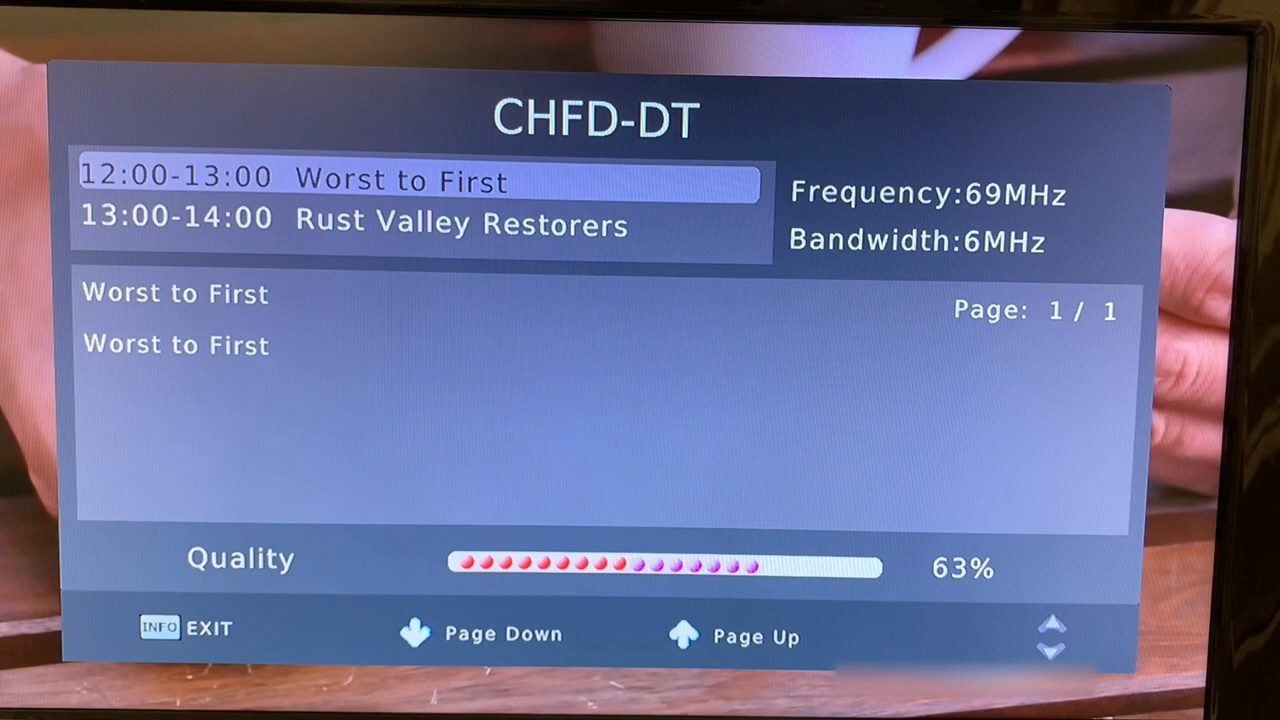 CHFD-DT
12:00-13:00 Worst to First
13:00-14:00 Rust Valley Restorers
Frequency:69MHz
Bandwidth:6MHz
Worst to First
Page: 1 / 1
Worst to First
Quality
63%
INFO EXIT
Page Down
Page Up